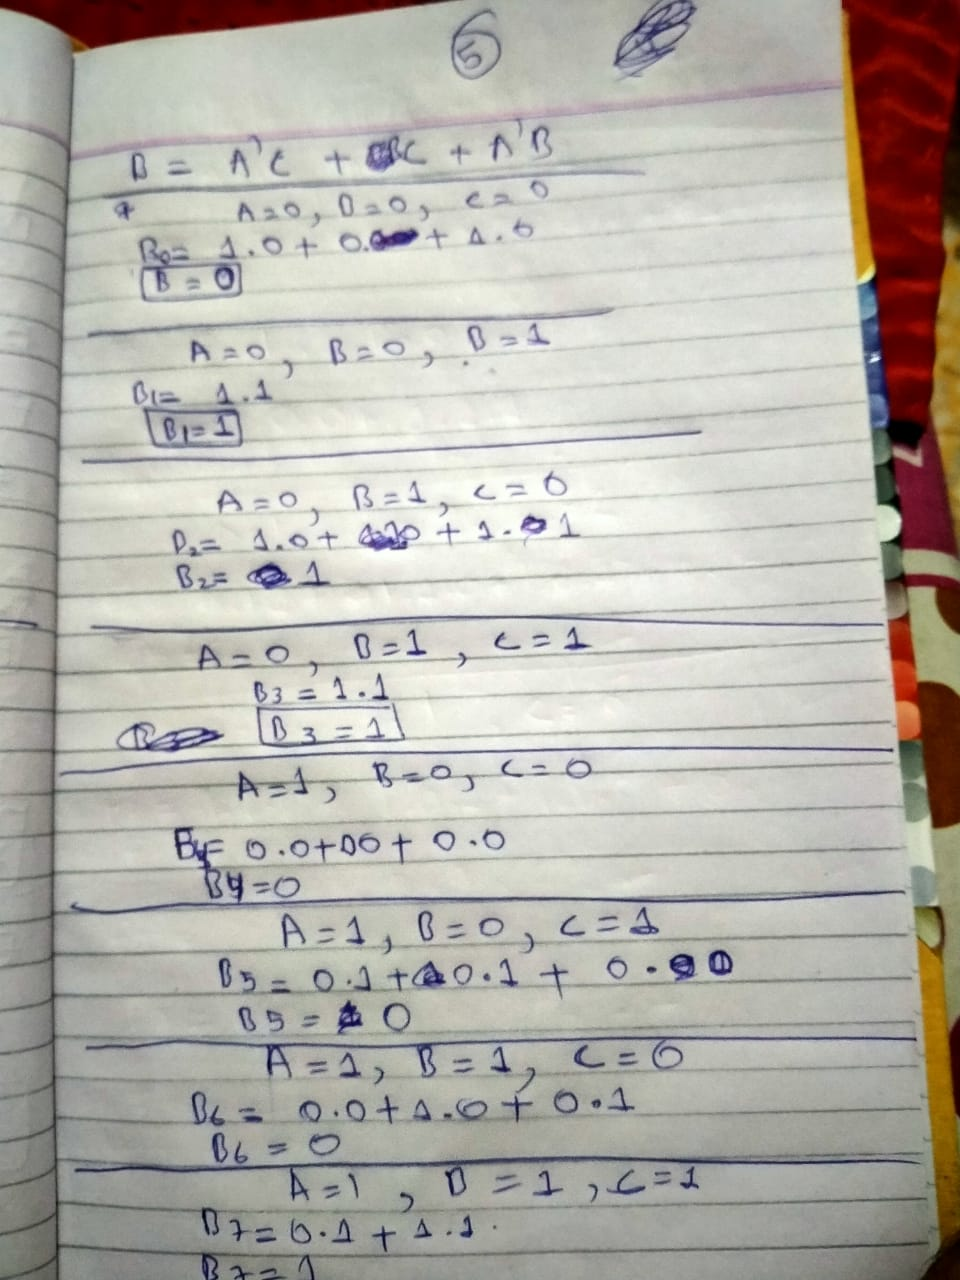 5
B = A'C + BC + A'B
* A=0, B=0, C=0
B0= 1.0 + 0. + 1.0
B = 0
A=0, B=0, B=1
B1= 1.1
B1=1
A=0, B=1, C=0
B2= 1.0 + + 1. 1
B2= 1
A=0, B=1, C=1
B3 = 1.1
B3 = 1
A=1, B=0, C=0
B4= 0.0+00+ 0.0
B4=0
A=1, B=0, C=1
B5= 0.1+ 0.1 + 0. 0
B5 = 0
A=1, B=1, C=0
B6= 0.0+1.0+ 0.1
B6 = 0
A=1, B=1, C=1
B7=0.1 + 1.1.
B7=1